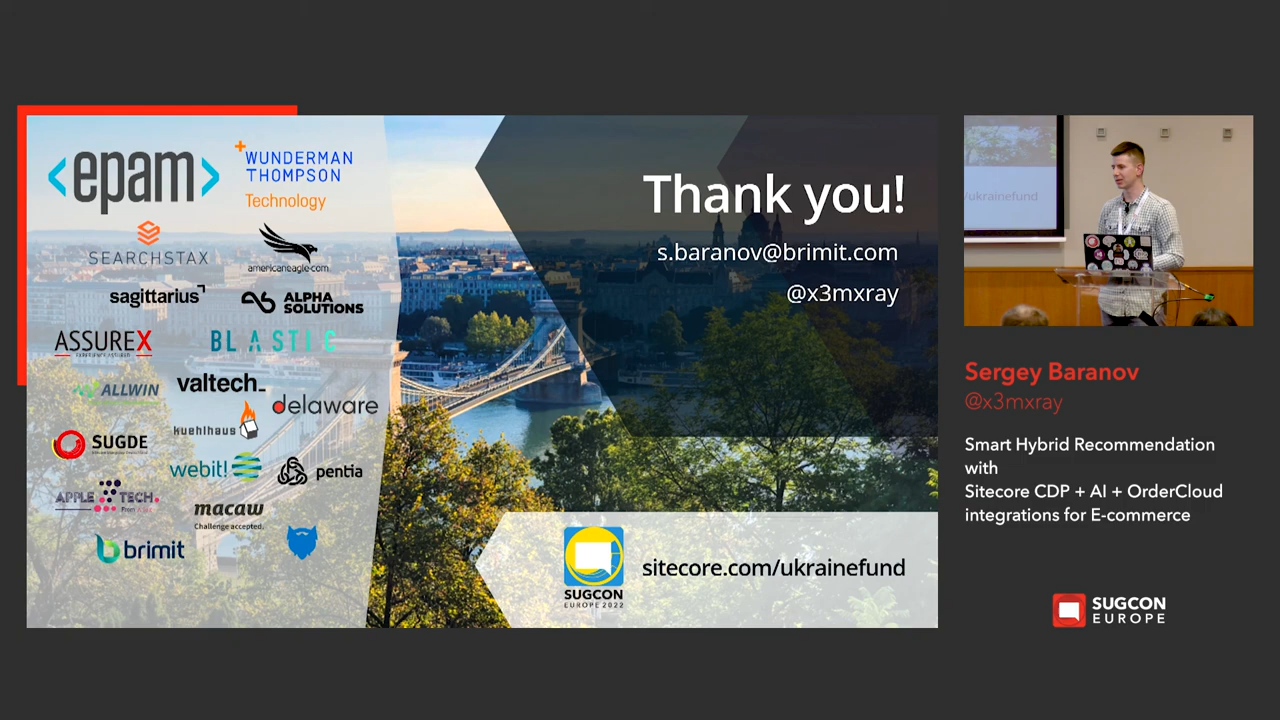 <epam>
WUNDERMAN
THOMPSON
Technology
SEARCHSTAX
americaneagle.com
sagittarius
ALPHA
SOLUTIONS
ASSUREX
BLASTIC
ALLWIN
valtech_
delaware
kuehlhaus
SUGDE
webit!
pentia
APPLE TECH.
macaw
Challenge accepted.
brimit
Thank you!
s.baranov@brimit.com
@x3mxray
SUGCON
EUROPE 2022
sitecore.com/ukrainefund
/ukrainefund
Sergey Baranov
@x3mxray
Smart Hybrid Recommendation
with
Sitecore CDP + AI + OrderCloud
integrations for E-commerce
SUGCON
EUROPE